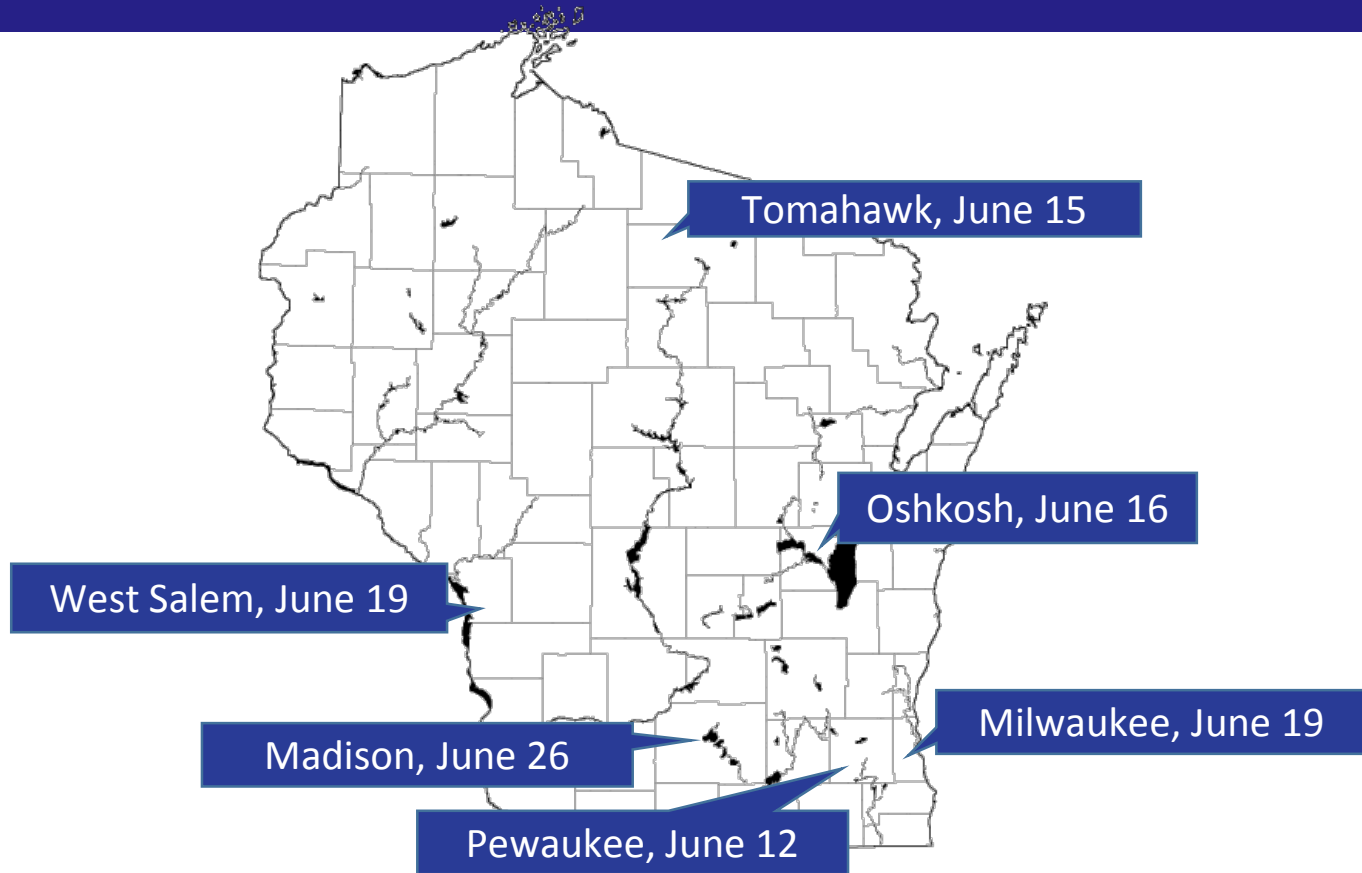 Tomahawk, June 15
Oshkosh, June 16
West Salem, June 19
Milwaukee, June 19
Madison, June 26
Pewaukee, June 12